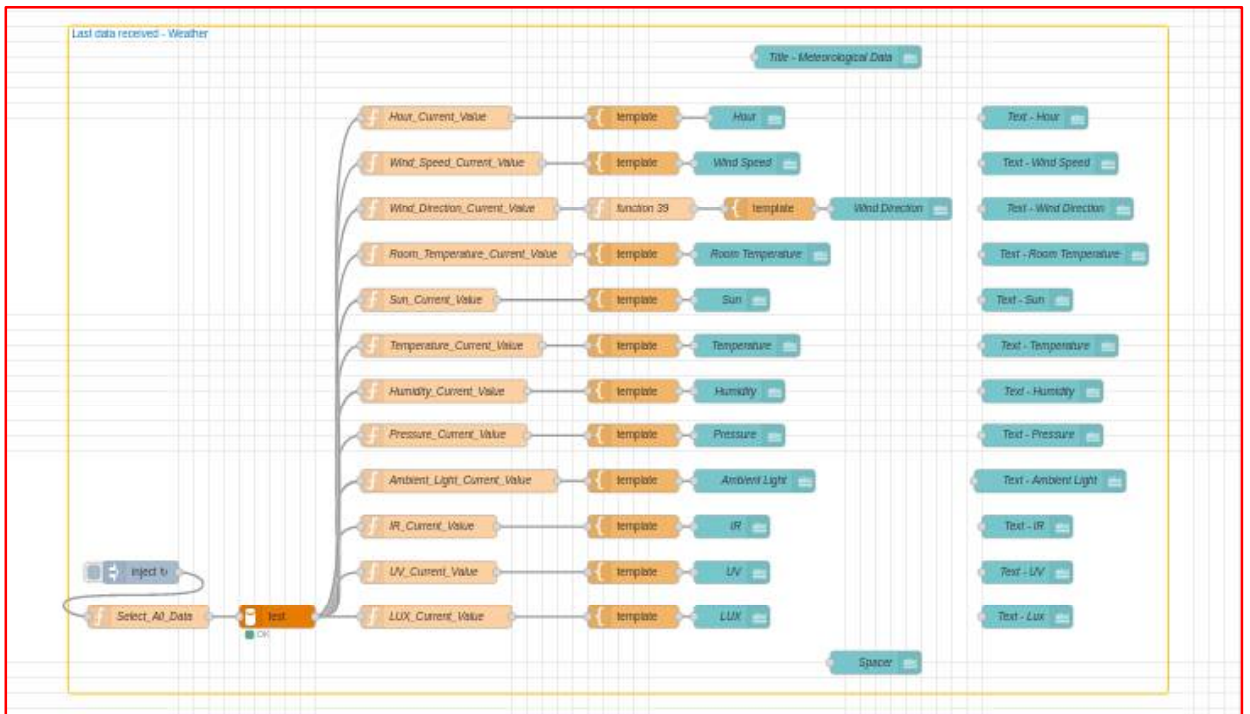 Last data received - Weather
Title - Meteorological Data
Hour_Current_Value template Hour Text - Hour
Wind_Speed_Current_Value template Wind Speed Text - Wind Speed
Wind_Direction_Current_Value function 39 template Wind Direction Text - Wind Direction
Room_Temperature_Current_Value template Room Temperature Text - Room Temperature
Sun_Current_Value template Sun Text - Sun
Temperature_Current_Value template Temperature Text - Temperature
Humidity_Current_Value template Humidity Text - Humidity
Pressure_Current_Value template Pressure Text - Pressure
Ambient_Light_Current_Value template Ambient Light Text - Ambient Light
IR_Current_Value template IR Text - IR
inject ↻ UV_Current_Value template UV Text - UV
Select_All_Data test LUX_Current_Value template LUX Text - Lux
OK
Spacer